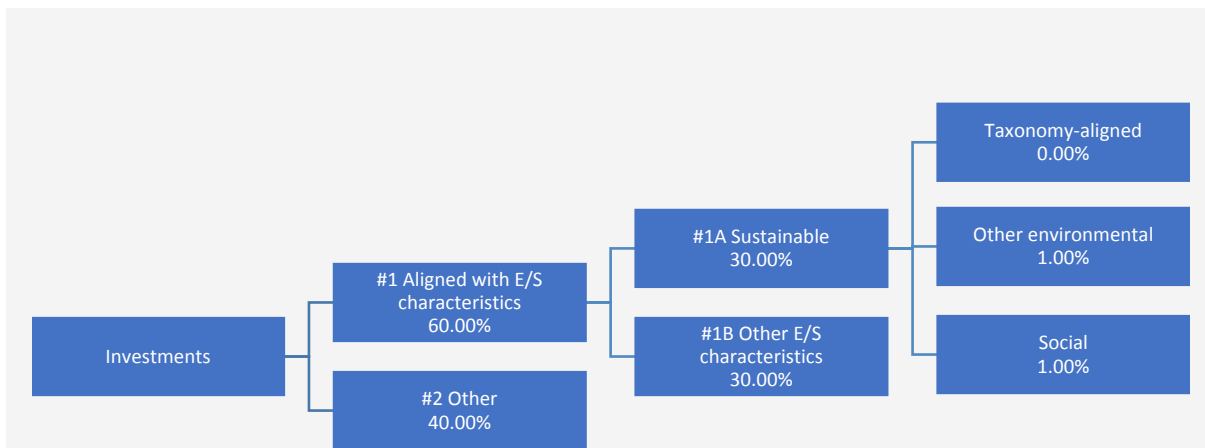 Investments
#1 Aligned with E/S
characteristics
60.00%
#2 Other
40.00%
#1A Sustainable
30.00%
#1B Other E/S
characteristics
30.00%
Taxonomy-aligned
0.00%
Other environmental
1.00%
Social
1.00%